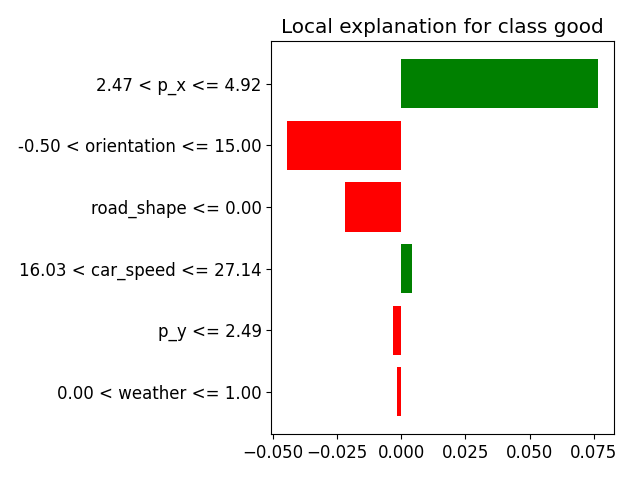 Local explanation for class good
2.47 < p_x <= 4.92
-0.50 < orientation <= 15.00
road_shape <= 0.00
16.03 < car_speed <= 27.14
p_y <= 2.49
0.00 < weather <= 1.00
−0.050 −0.025 0.000 0.025 0.050 0.075